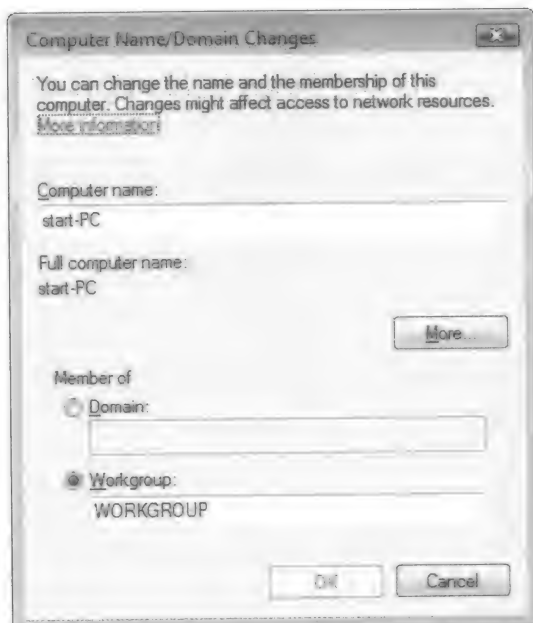 Computer Name/Domain Changes
You can change the name and the membership of this
computer. Changes might affect access to network resources.
More information
Computer name:
start-PC
Full computer name:
start-PC
More...
Member of
Domain:
Workgroup:
WORKGROUP
OK
Cancel